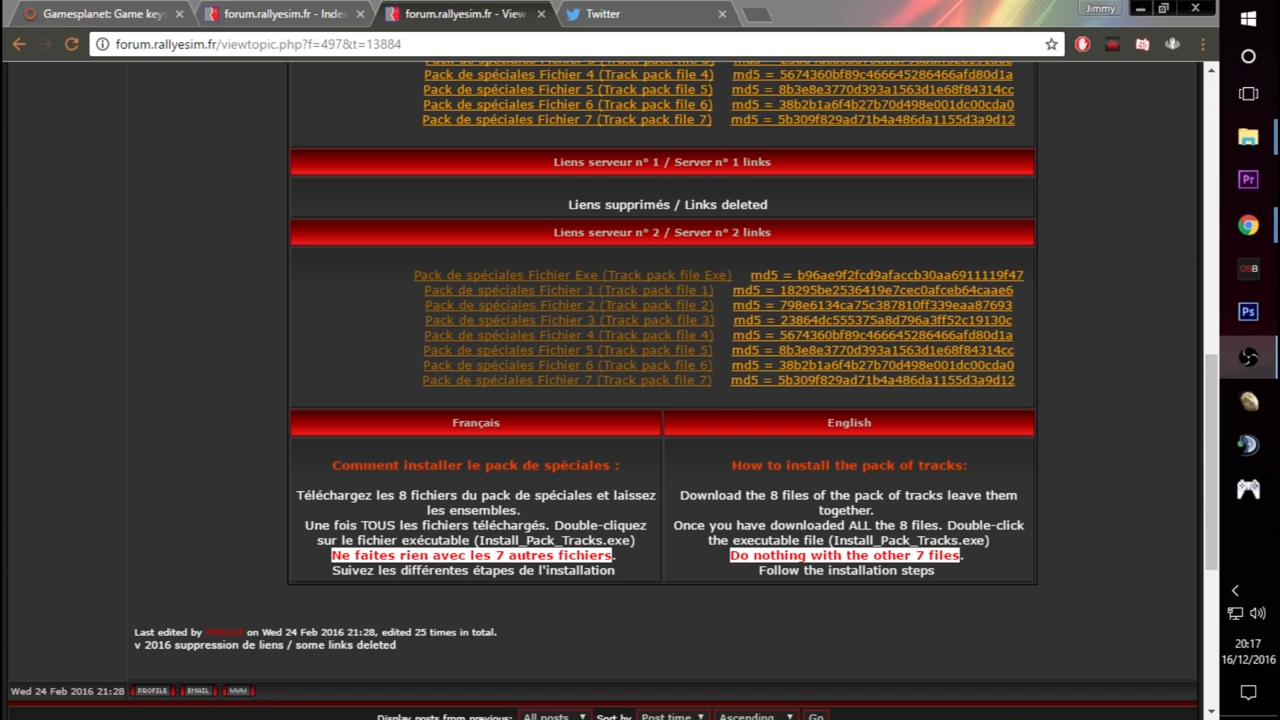 Gamesplanet: Game key
forum.rallyesim.fr - Index
forum.rallyesim.fr - View
Twitter
Jimmy
forum.rallyesim.fr/viewtopic.php?f=497&t=13884
Pack de spéciales Fichier 4 (Track pack file 4) md5 = 5674360bf89c466645286466afd80d1a
Pack de spéciales Fichier 5 (Track pack file 5) md5 = 8b3e8e3770d393a1563d1e68f84314cc
Pack de spéciales Fichier 6 (Track pack file 6) md5 = 38b2b1a6f4b27b70d498e001dc00cda0
Pack de spéciales Fichier 7 (Track pack file 7) md5 = 5b309f829ad71b4a486da1155d3a9d12
Liens serveur n° 1 / Server n° 1 links
Liens supprimés / Links deleted
Liens serveur n° 2 / Server n° 2 links
Pack de spéciales Fichier Exe (Track pack file Exe) md5 = b96ae9f2fcd9afaccb30aa6911119f47
Pack de spéciales Fichier 1 (Track pack file 1) md5 = 18295be2536419e7cec0afceb64caae6
Pack de spéciales Fichier 2 (Track pack file 2) md5 = 798e6134ca75c387810ff339eaa87693
Pack de spéciales Fichier 3 (Track pack file 3) md5 = 23864dc555375a8d796a3ff52c19130c
Pack de spéciales Fichier 4 (Track pack file 4) md5 = 5674360bf89c466645286466afd80d1a
Pack de spéciales Fichier 5 (Track pack file 5) md5 = 8b3e8e3770d393a1563d1e68f84314cc
Pack de spéciales Fichier 6 (Track pack file 6) md5 = 38b2b1a6f4b27b70d498e001dc00cda0
Pack de spéciales Fichier 7 (Track pack file 7) md5 = 5b309f829ad71b4a486da1155d3a9d12
Français
Comment installer le pack de spéciales :
Téléchargez les 8 fichiers du pack de spéciales et laissez
les ensembles.
Une fois TOUS les fichiers téléchargés. Double-cliquez
sur le fichier exécutable (Install_Pack_Tracks.exe)
Ne faites rien avec les 7 autres fichiers.
Suivez les différentes étapes de l'installation
English
How to install the pack of tracks:
Download the 8 files of the pack of tracks leave them
together.
Once you have downloaded ALL the 8 files. Double-click
the executable file (Install_Pack_Tracks.exe)
Do nothing with the other 7 files.
Follow the installation steps
Last edited by on Wed 24 Feb 2016 21:28, edited 25 times in total.
v 2016 suppression de liens / some links deleted
Wed 24 Feb 2016 21:28 PROFILE EMAIL WWW
Display posts from previous: All posts Sort by Post time Ascending Go
Pr
OSB
Ps
20:17
16/12/2016